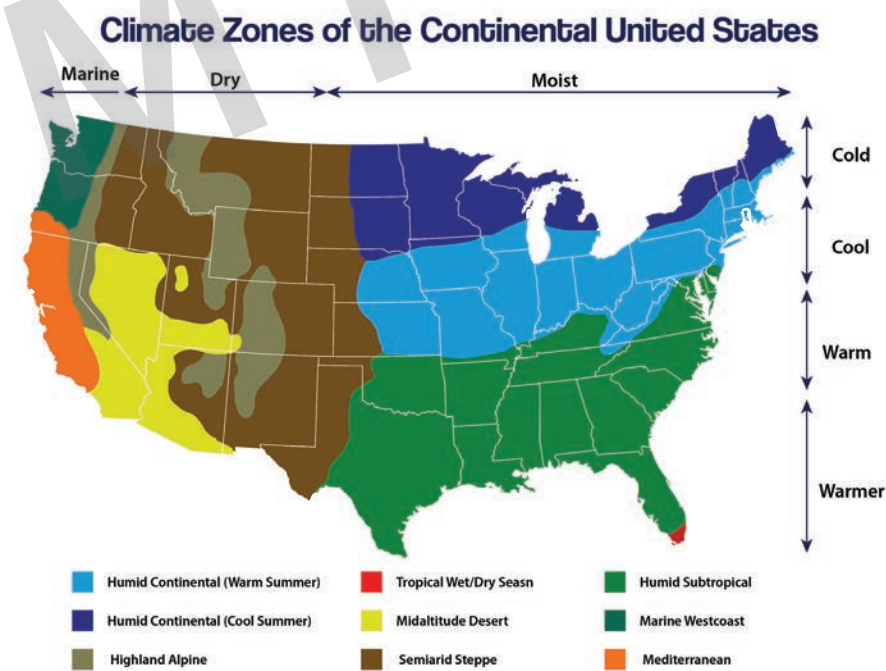 Climate Zones of the Continental United States
Marine
Dry
Moist
Cold
Cool
Warm
Warmer
Humid Continental (Warm Summer)
Tropical Wet/Dry Seasn
Humid Subtropical
Humid Continental (Cool Summer)
Midaltitude Desert
Marine Westcoast
Highland Alpine
Semiarid Steppe
Mediterranean